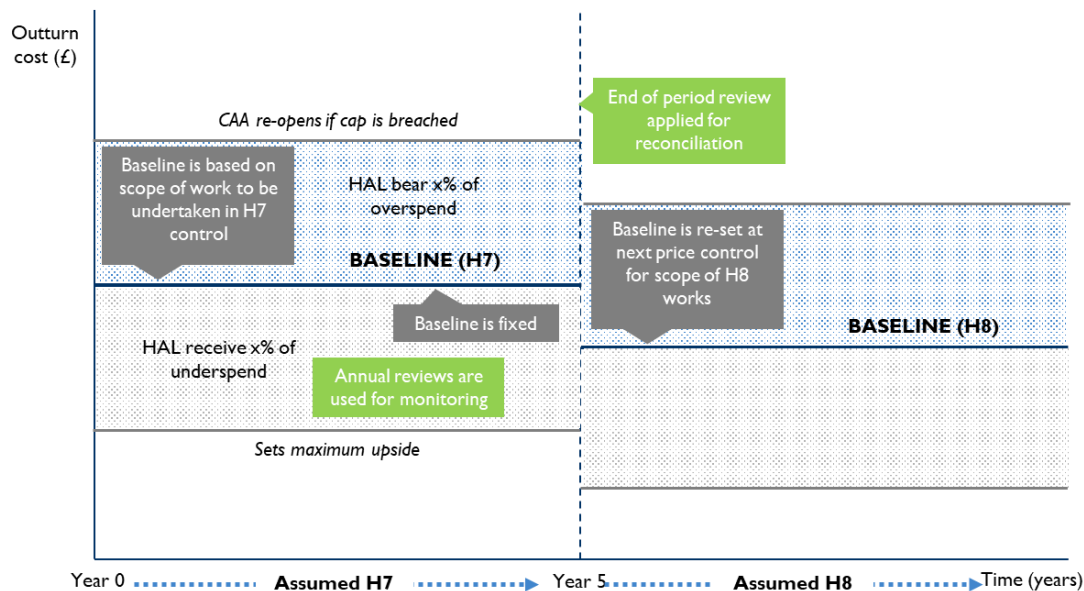 Outturn
cost (£)
CAA re-opens if cap is breached
End of period review
applied for
reconciliation
Baseline is based on
scope of work to be
undertaken in H7
control
HAL bear x% of
overspend
BASELINE (H7)
Baseline is re-set at
next price control
for scope of H8
works
BASELINE (H8)
Baseline is fixed
HAL receive x% of
underspend
Annual reviews are
used for monitoring
Sets maximum upside
Year 0
Assumed H7
Year 5
Assumed H8
Time (years)